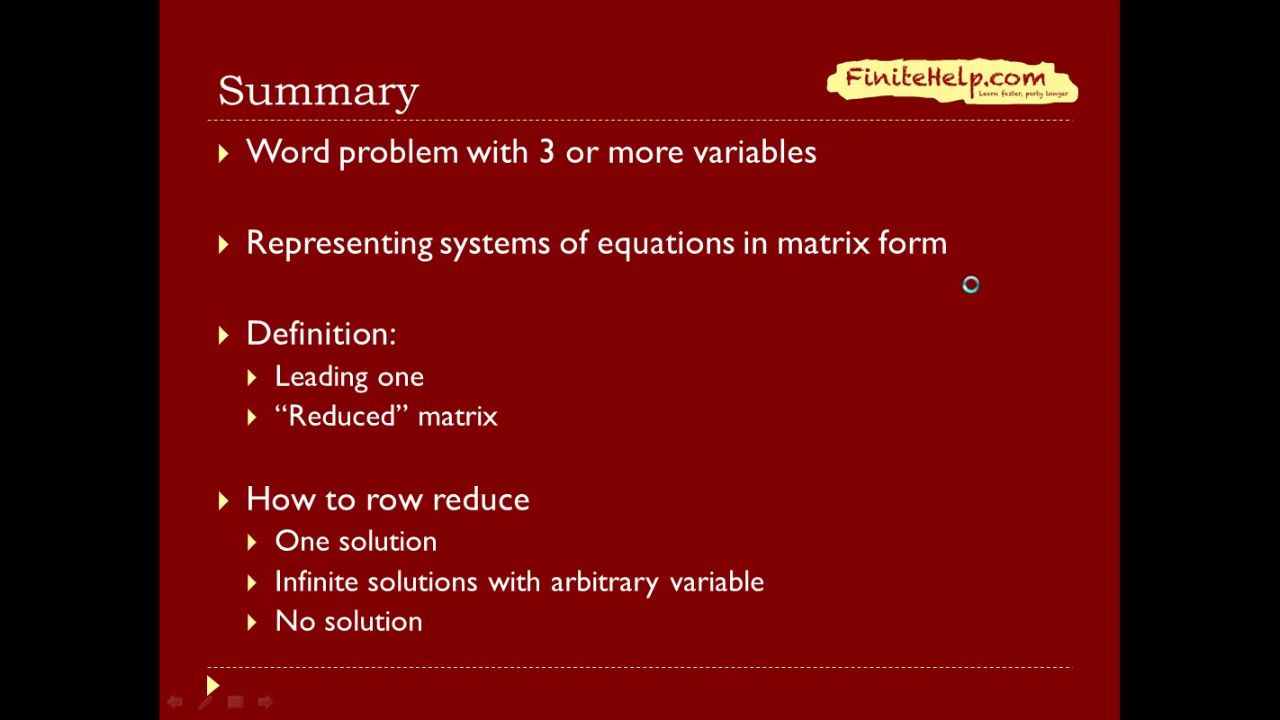 Summary
FiniteHelp.com
Learn faster, party longer
Word problem with 3 or more variables
Representing systems of equations in matrix form
Definition:
Leading one
“Reduced” matrix
How to row reduce
One solution
Infinite solutions with arbitrary variable
No solution